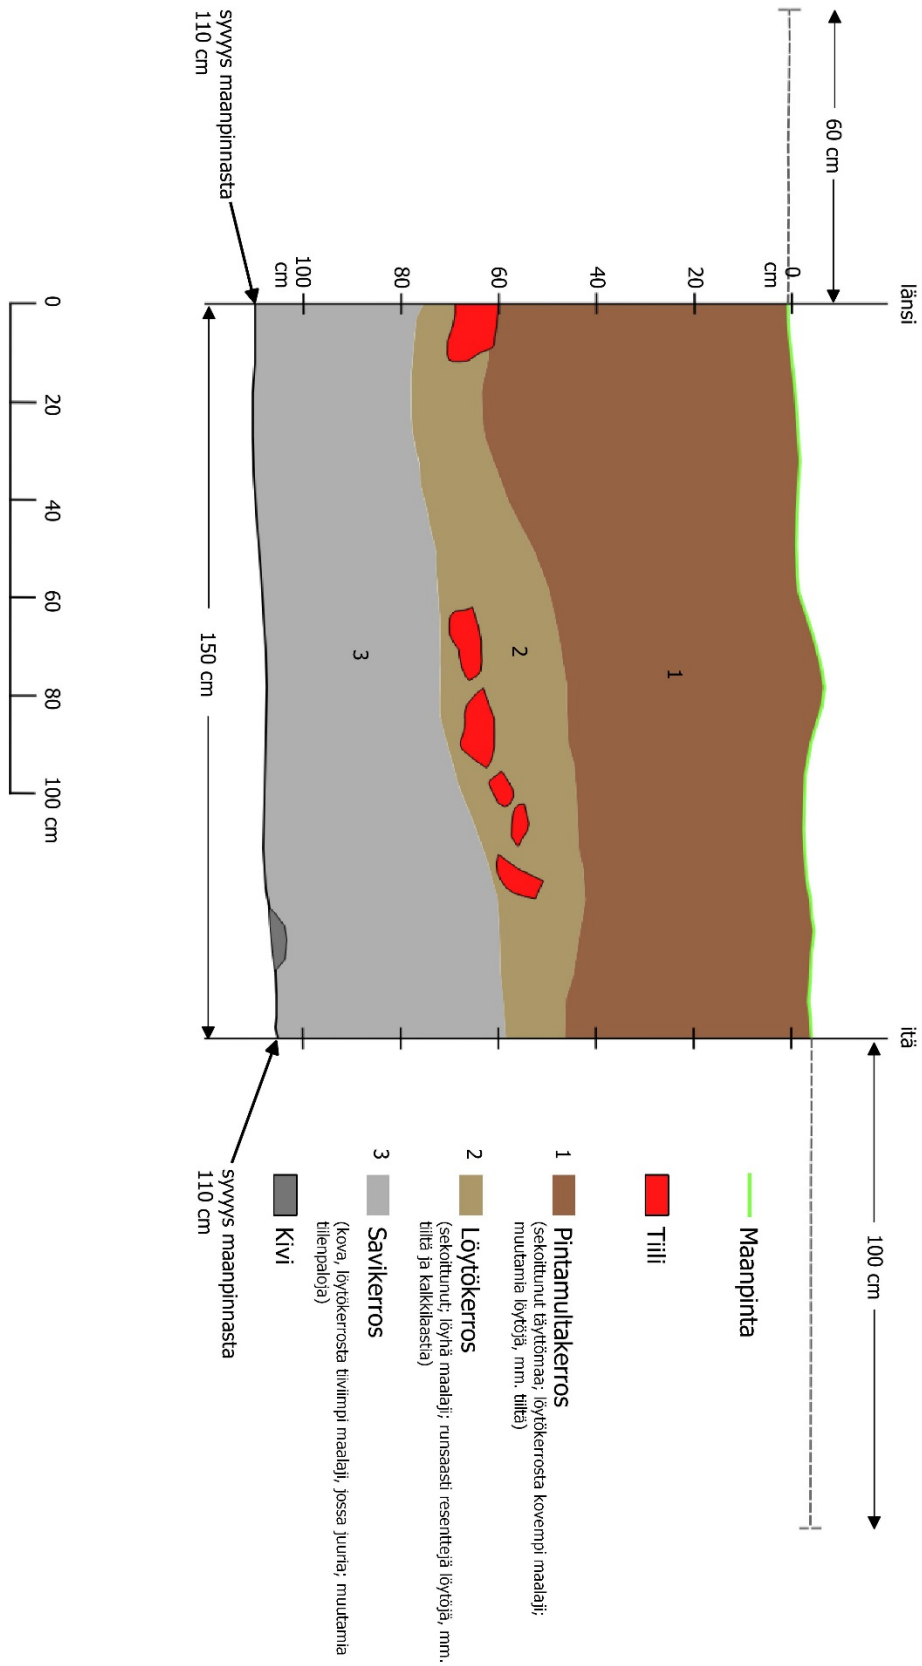 länsi
itä
60 cm
100 cm
0
cm
20
40
60
80
100
cm
1
2
3
150 cm
syvyys maanpinnasta
110 cm
syvyys maanpinnasta
110 cm
0
20
40
60
80
100 cm
Maanpinta
Tiili
1 Pintamultakerros
(sekoittunut täyttömaa; löytökerrosta kovempi maalaji;
muutamia löytöjä, mm. tiiltä)
2 Löytökerros
(sekoittunut; löyhä maalaji; runsaasti resenttejä löytöjä, mm.
tiiltä ja kalkkilaastia)
3 Savikerros
(kova, löytökerrosta tiiviimpi maalaji, jossa juuria; muutamia
tiilenpaloja)
Kivi